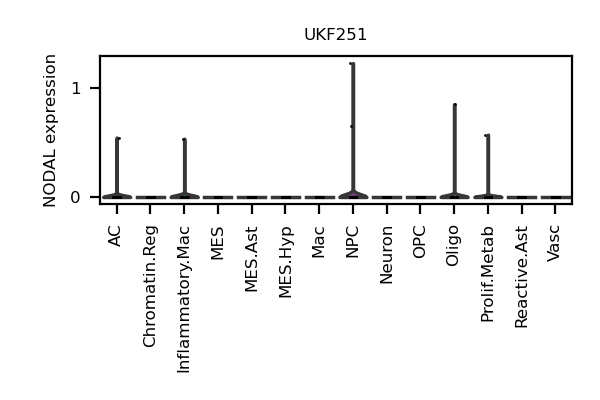 UKF251
NODAL expression
1
0
AC
Chromatin.Reg
Inflammatory.Mac
MES
MES.Ast
MES.Hyp
Mac
NPC
Neuron
OPC
Oligo
Prolif.Metab
Reactive.Ast
Vasc